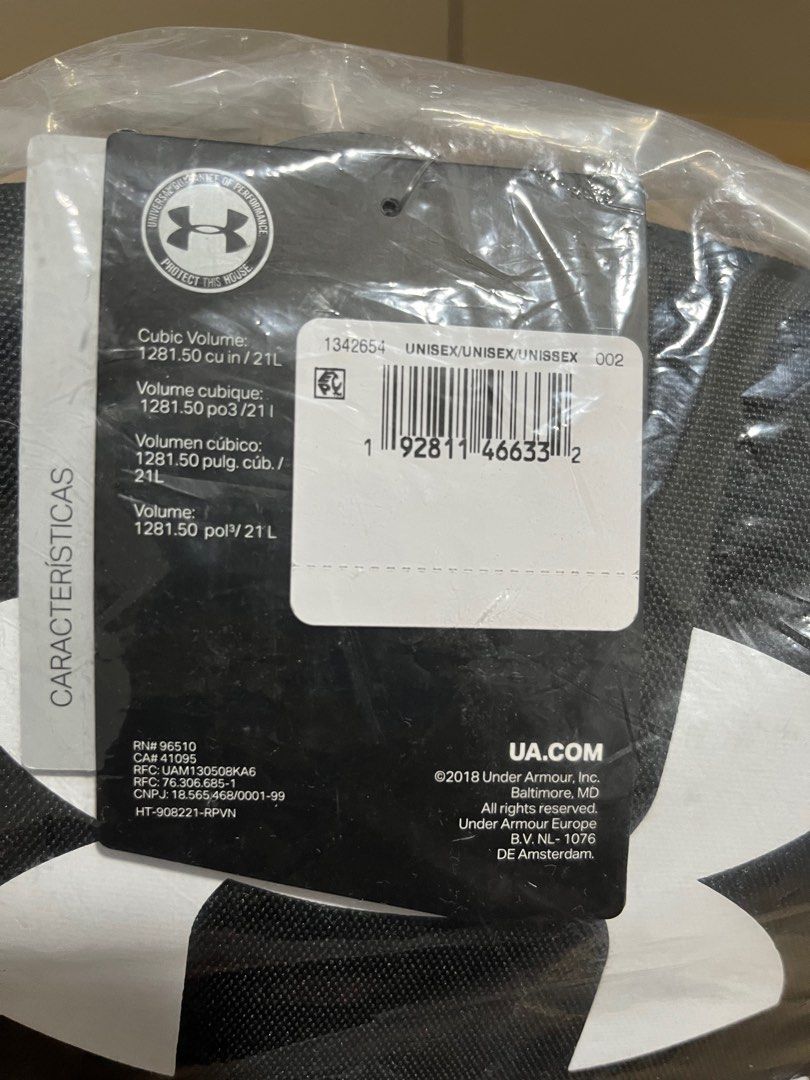 UNIVERSAL GUARANTEE OF PERFORMANCE
PROTECT THIS HOUSE
Cubic Volume:
1281.50 cu in / 21L
Volume cubique:
1281.50 po3 /21 l
Volumen cúbico:
1281.50 pulg. cúb. /
21L
Volume:
1281.50 pol³/ 21 L
1342654 UNISEX/UNISEX/UNISSEX 002
1 92811 46633 2
CARACTERÍSTICAS
RN# 96510
CA# 41095
RFC: UAM130508KA6
RFC: 76.306.685-1
CNPJ: 18.565.468/0001-99
HT-908221-RPVN
UA.COM
©2018 Under Armour, Inc.
Baltimore, MD
All rights reserved.
Under Armour Europe
B.V. NL- 1076
DE Amsterdam.